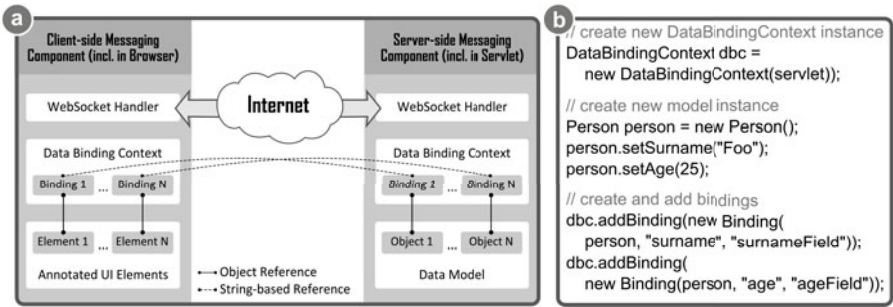 a
Client-side Messaging
Component (incl. in Browser)
Server-side Messaging
Component (incl. is Servlet)
WebSocket Handler
Internet
WebSocket Handler
Data Binding Context
Data Binding Context
Binding 1 ... Binding N
Binding 1 ... Binding N
Element 1 ... Element N
Object 1 ... Object N
Annotated UI Elements
Object Reference
String-based Reference
Data Model
b
// create new DataBindingContext instance
DataBindingContext dbc =
new DataBindingContext(servlet));
// create new model instance
Person person = new Person();
person.setSurname("Foo");
person.setAge(25);
// create and add bindings
dbc.addBinding(new Binding(
person, "surname", "surnameField"));
dbc.addBinding(
new Binding(person, "age", "ageField"));